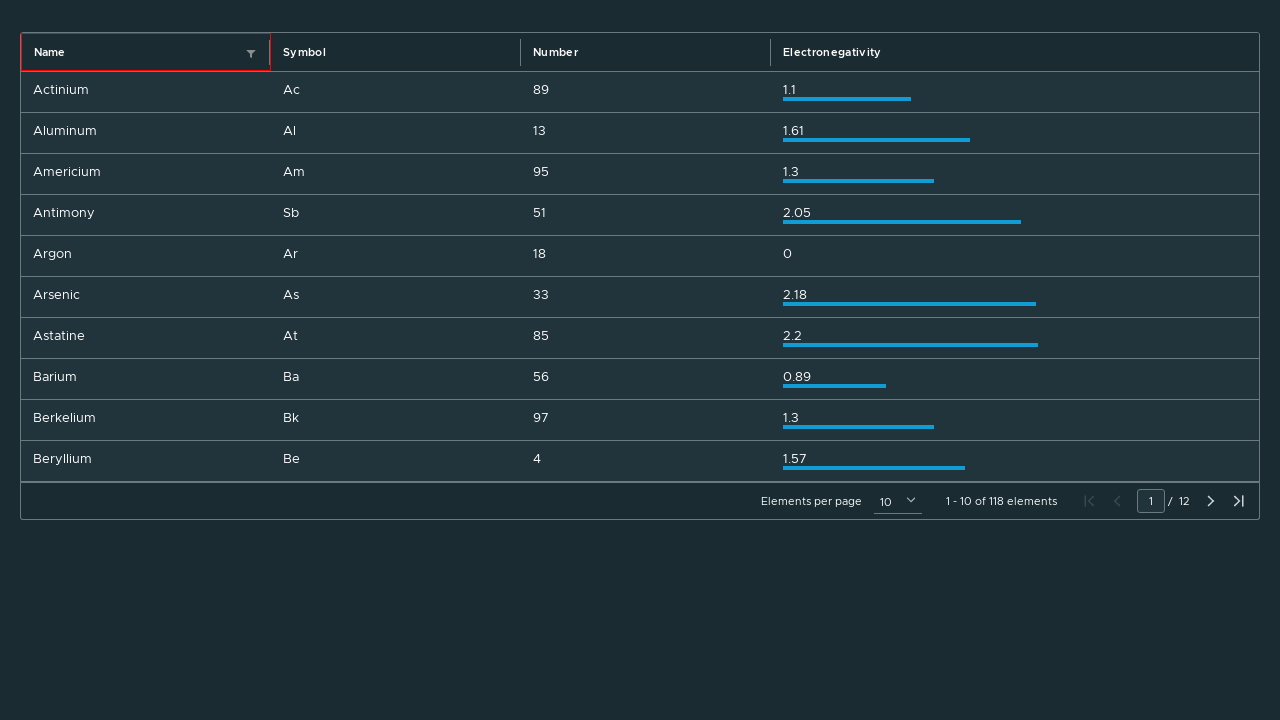 Name Symbol Number Electronegativity
Actinium Ac 89 1.1
Aluminum Al 13 1.61
Americium Am 95 1.3
Antimony Sb 51 2.05
Argon Ar 18 0
Arsenic As 33 2.18
Astatine At 85 2.2
Barium Ba 56 0.89
Berkelium Bk 97 1.3
Beryllium Be 4 1.57
Elements per page 10 1 - 10 of 118 elements 1 / 12